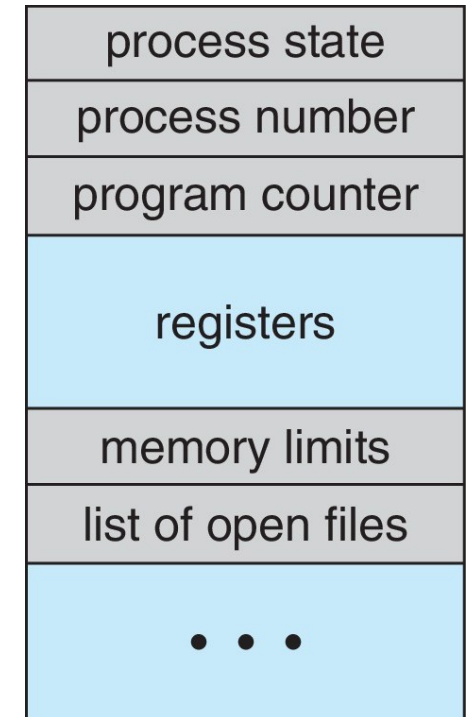 process state
process number
program counter
registers
memory limits
list of open files
• • •